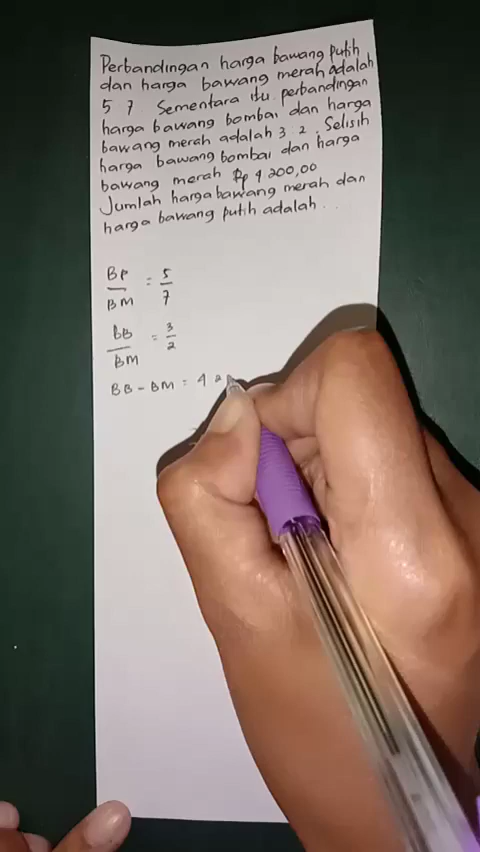 Perbandingan harga bawang putih
dan harga bawang merah adalah
5 7 Sementara itu perbandingan
harga bawang bombai dan harga
bawang merah adalah 3 2. Selisih
harga bawang bombai dan harga
bawang merah Rp 4 200,00
Jumlah harga bawang merah dan
harga bawang putih adalah . .
BP/BM = 5/7
BB/BM = 3/2
BB - BM = 4 2